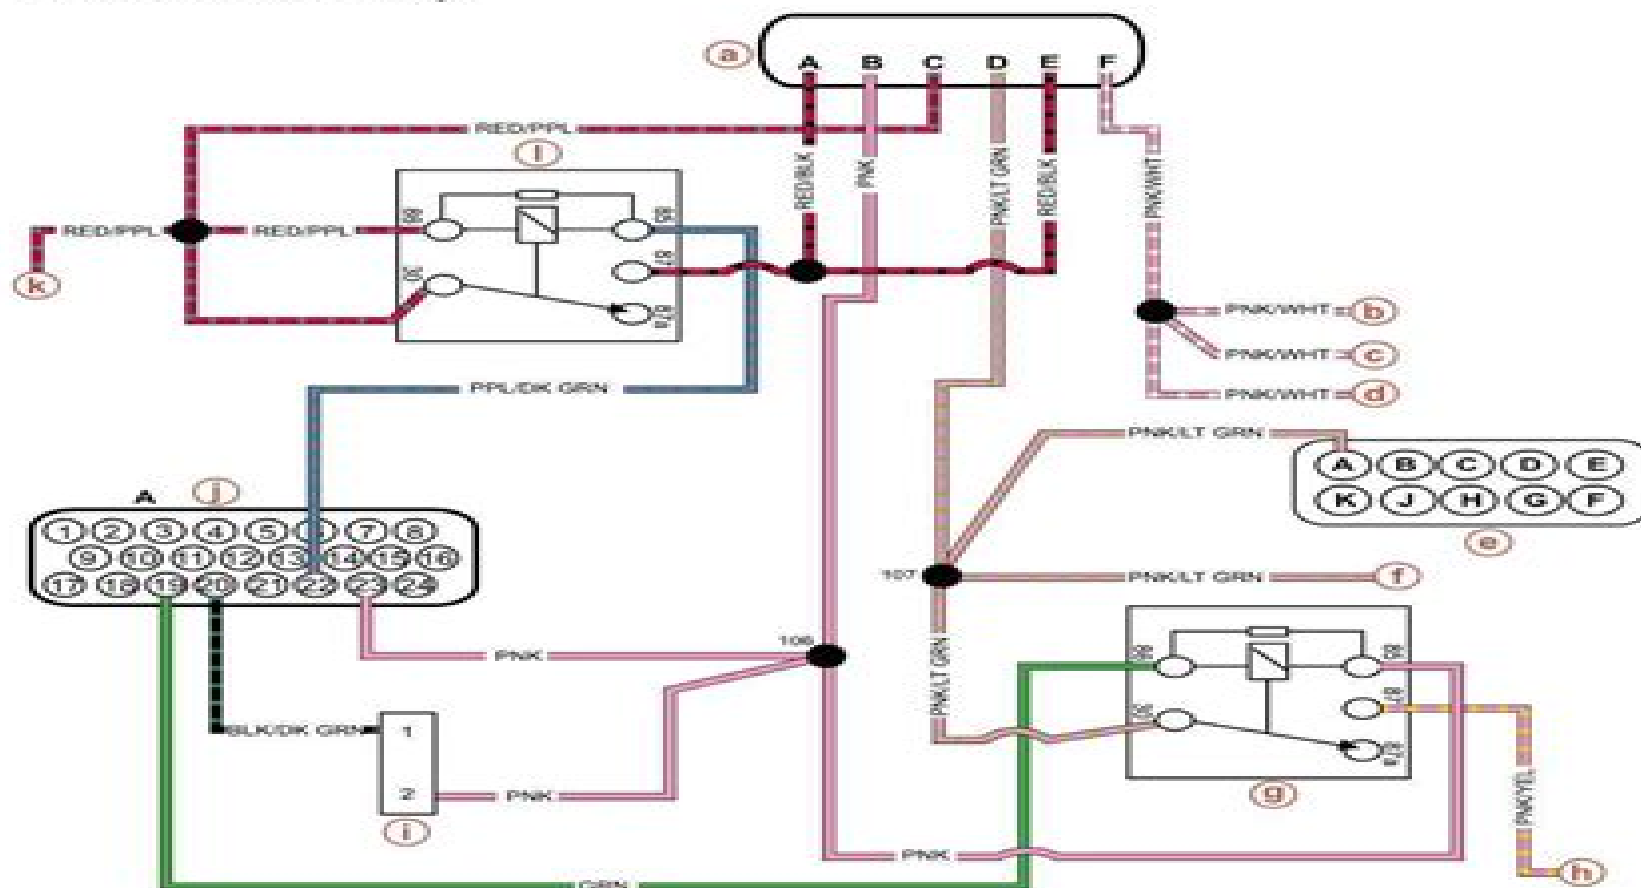 a
A B C D E F
RED/PPL
l
RED/BLK
PNK
PNK/LT GRN
RED/BLK
PNK/WHT
86
85
RED/PPL
RED/PPL
87
30
k
87a
PNK/WHT
b
PNK/WHT
c
PPL/DK GRN
PNK/WHT
d
PNK/LT GRN
A B C D E
K J H G F
e
A
j
1 2 3 4 5 6 7 8
9 10 11 12 13 14 15 16
17 18 19 20 21 22 23 24
107
PNK/LT GRN
f
106
PNK
PNK/LT GRN
86
85
87
30
87a
BLK/DK GRN
1
2
PNK
g
PNK/YEL
i
PNK
h
GRN